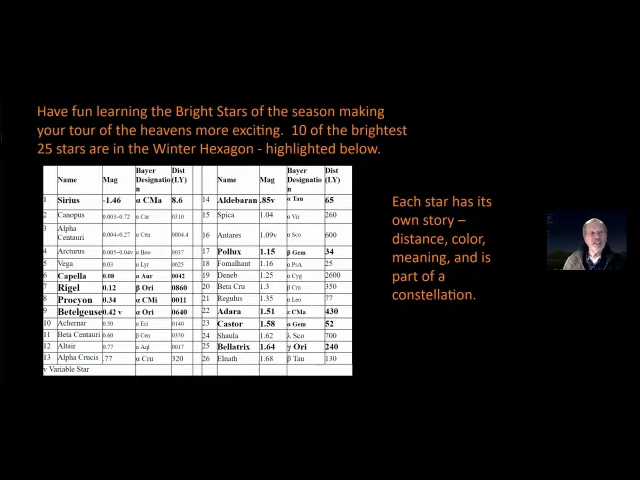 Have fun learning the Bright Stars of the season making
your tour of the heavens more exciting. 10 of the brightest
25 stars are in the Winter Hexagon - highlighted below.
Name Mag Bayer Designatio n Dist (LY) Name Mag Bayer Designatio n Dist (LY)
1 Sirius -1.46 α CMa 8.6 14 Aldebaran .85v α Tau 65
2 Canopus 0.003–0.72 α Car 0310 15 Spica 1.04 α Vir 260
3 Alpha Centauri 0.004–0.27 α Cen 0004.4 16 Antares 1.09v α Sco 600
4 Arcturus 0.005–0.04v α Boo 0037 17 Pollux 1.15 β Gem 34
5 Vega 0.03 α Lyr 0025 18 Fomalhaut 1.16 α PsA 25
6 Capella 0.08 α Aur 0042 19 Deneb 1.25 α Cyg 2600
7 Rigel 0.12 β Ori 0860 20 Beta Cru 1.3 β Cru 350
8 Procyon 0.34 α CMi 0011 21 Regulus 1.35 α Leo 77
9 Betelgeuse 0.42 v α Ori 0640 22 Adara 1.51 ε CMa 430
10 Achernar 0.50 α Eri 0140 23 Castor 1.58 α Gem 52
11 Beta Centauri 0.60 β Cen 0350 24 Shaula 1.62 λ Sco 700
12 Altair 0.77 α Aql 0017 25 Bellatrix 1.64 γ Ori 240
13 Alpha Crucis .77 α Cru 320 26 Elnath 1.68 β Tau 130
v Variable Star
Each star has its
own story –
distance, color,
meaning, and is
part of a
constellation.